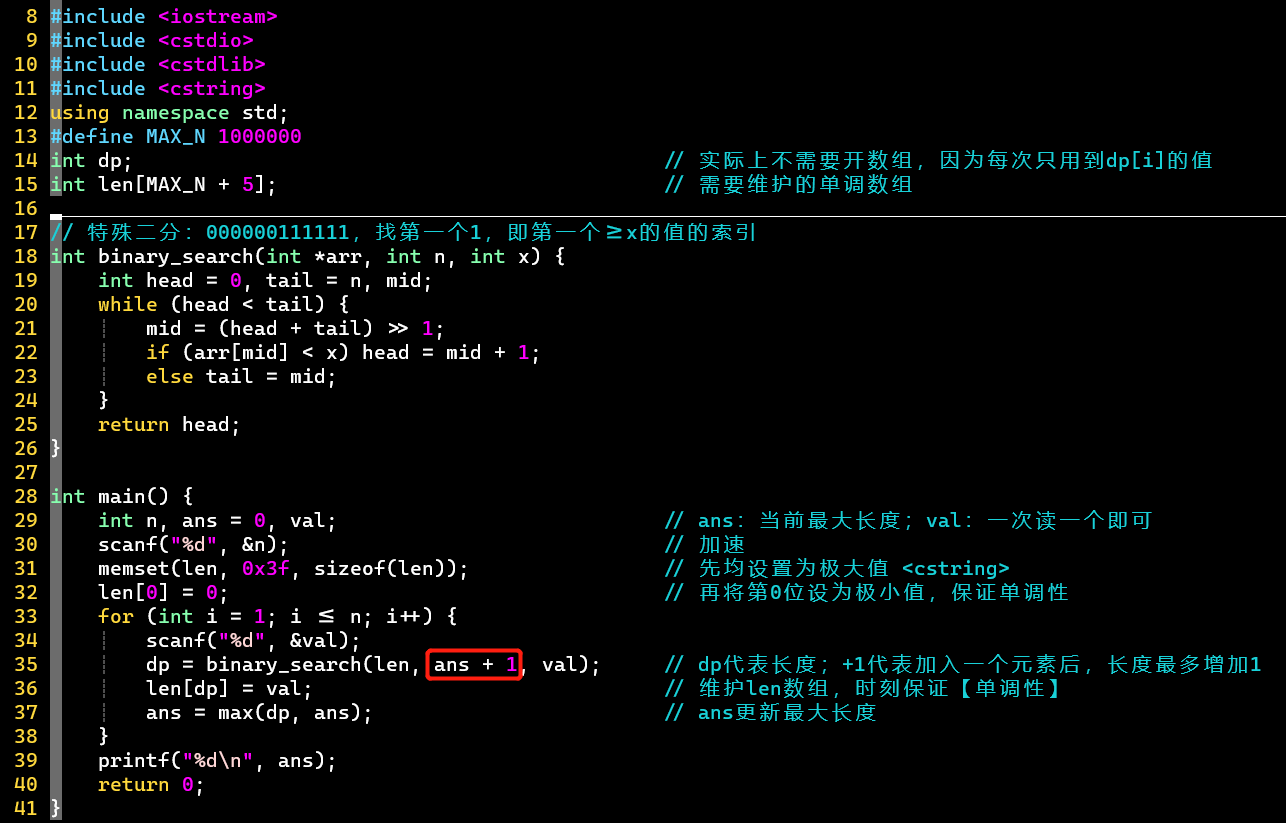 8 #include <iostream>
9 #include <cstdio>
10 #include <cstdlib>
11 #include <cstring>
12 using namespace std;
13 #define MAX_N 1000000
14 int dp; // 实际上不需要开数组，因为每次只用到dp[i]的值
15 int len[MAX_N + 5]; // 需要维护的单调数组
16
17 // 特殊二分：000000111111，找第一个1，即第一个≥x的值的索引
18 int binary_search(int *arr, int n, int x) {
19     int head = 0, tail = n, mid;
20     while (head < tail) {
21         mid = (head + tail) >> 1;
22         if (arr[mid] < x) head = mid + 1;
23         else tail = mid;
24     }
25     return head;
26 }
27
28 int main() {
29     int n, ans = 0, val; // ans：当前最大长度；val：一次读一个即可
30     scanf("%d", &n); // 加速
31     memset(len, 0x3f, sizeof(len)); // 先均设置为极大值 <cstring>
32     len[0] = 0; // 再将第0位设为极小值，保证单调性
33     for (int i = 1; i ≤ n; i++) {
34         scanf("%d", &val);
35         dp = binary_search(len, ans + 1, val); // dp代表长度；+1代表加入一个元素后，长度最多增加1
36         len[dp] = val; // 维护len数组，时刻保证【单调性】
37         ans = max(dp, ans); // ans更新最大长度
38     }
39     printf("%d\n", ans);
40     return 0;
41 }